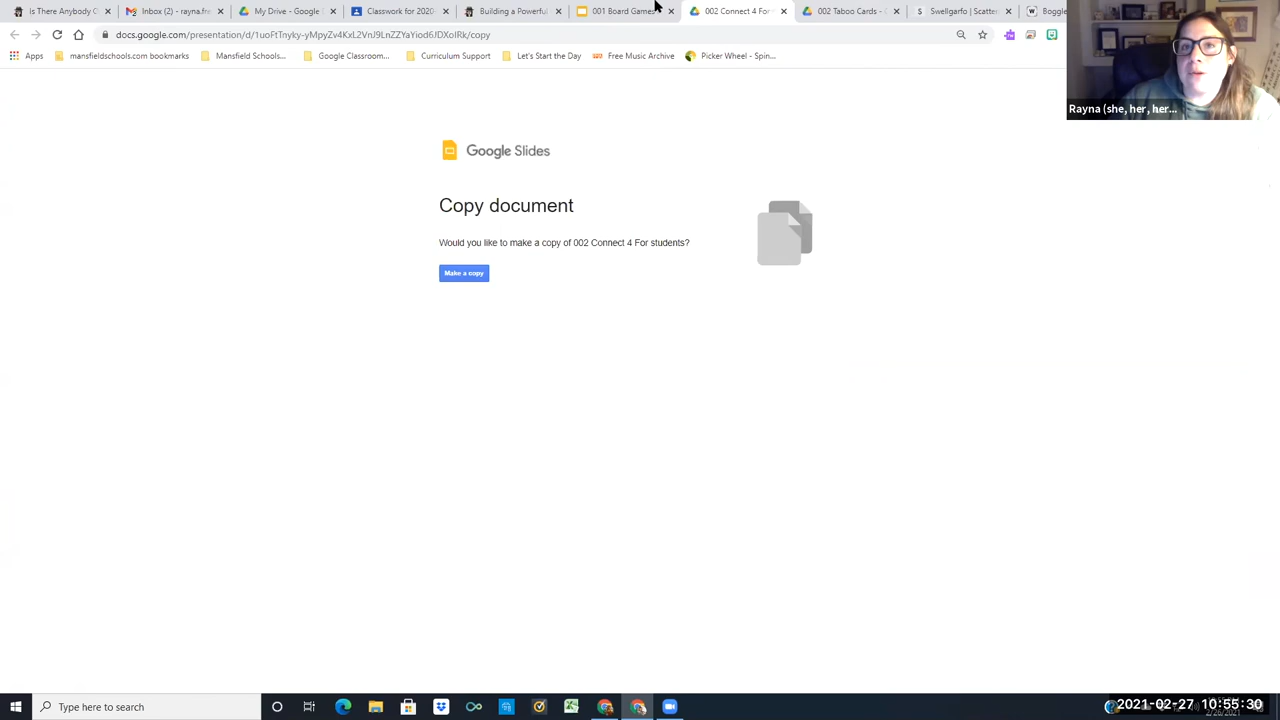 Is There Anybody O
Inbox (2) - rayna.fre
My Drive - Google
Classwork for 2020
Building a Powerful
001 Board Games
002 Connect 4 For
002 Taboo Cards - E
Swellgarfo | Scatter
Boggle
docs.google.com/presentation/d/
/copy
Apps
mansfieldschools.com bookmarks
Mansfield Schools...
Google Classroom...
Curriculum Support
Let's Start the Day
Free Music Archive
Picker Wheel - Spin...
Rayna (she, her, her...
Google Slides
Copy document
Would you like to make a copy of 002 Connect 4 For students?
Make a copy
Type here to search
2021-02-27 10:55:30